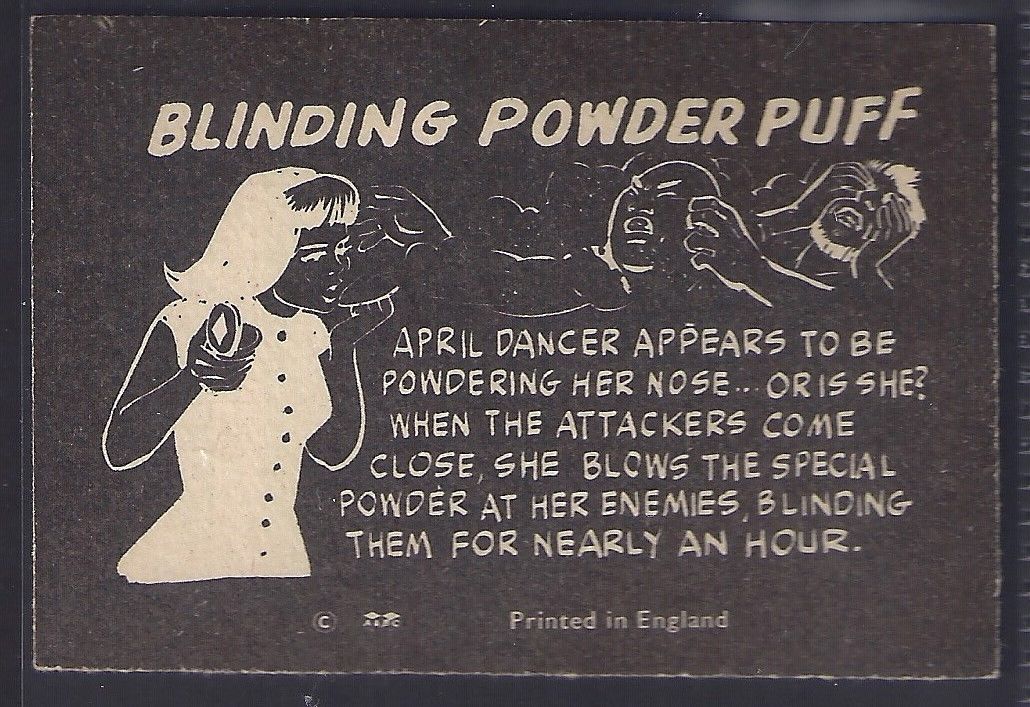 BLINDING POWDER PUFF
APRIL DANCER APPEARS TO BE
POWDERING HER NOSE... OR IS SHE?
WHEN THE ATTACKERS COME
CLOSE, SHE BLOWS THE SPECIAL
POWDER AT HER ENEMIES, BLINDING
THEM FOR NEARLY AN HOUR.
© A&BC Printed in England